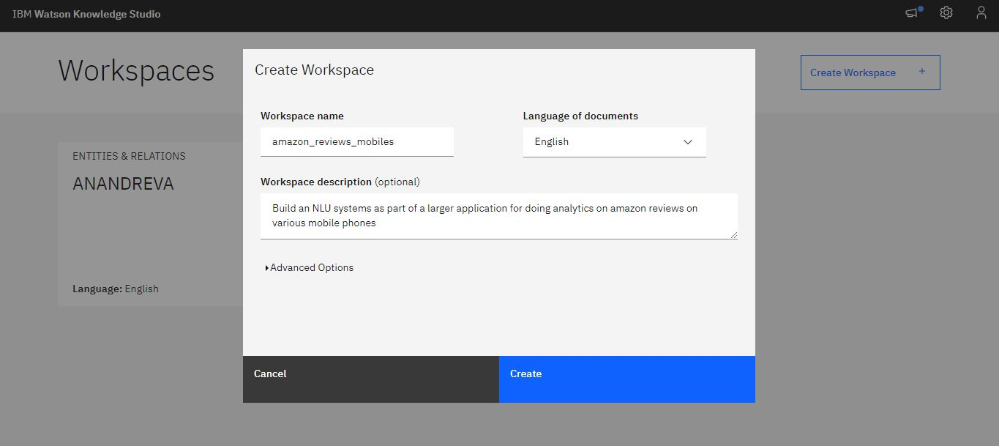 IBM Watson Knowledge Studio
Workspaces
Create Workspace +
Create Workspace
Workspace name
amazon_reviews_mobiles
Language of documents
English
Workspace description (optional)
Build an NLU systems as part of a larger application for doing analytics on amazon reviews on
various mobile phones
Advanced Options
Cancel
Create
ENTITIES & RELATIONS
ANANDREVA
Language: English